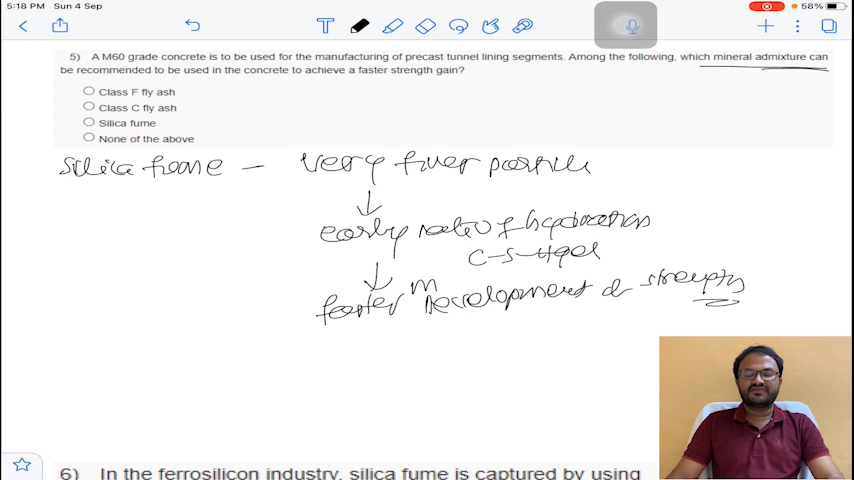 5:18 PM Sun 4 Sep
58%
T
5) A M60 grade concrete is to be used for the manufacturing of precast tunnel lining segments. Among the following, which mineral admixture can
be recommended to be used in the concrete to achieve a faster strength gain?
Class F fly ash
Class C fly ash
Silica fume
None of the above
silica fume - very finer particle
early rate of hydration
C-S-H gel
faster in Development of strength
6) In the ferrosilicon industry, silica fume is captured by using